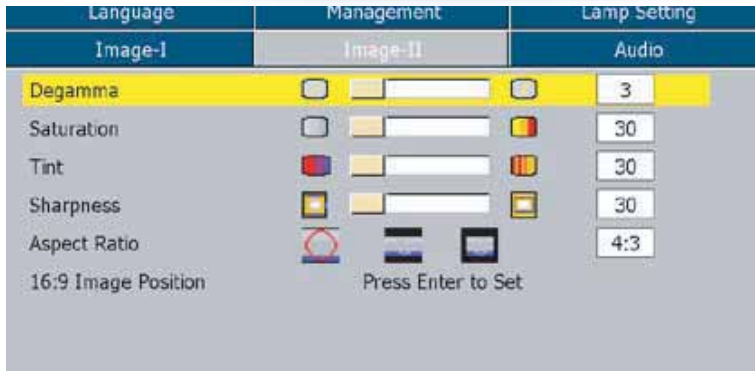 Language Management Lamp Setting
Image-I Image-II Audio
Degamma 3
Saturation 30
Tint 30
Sharpness 30
Aspect Ratio 4:3
16:9 Image Position Press Enter to Set